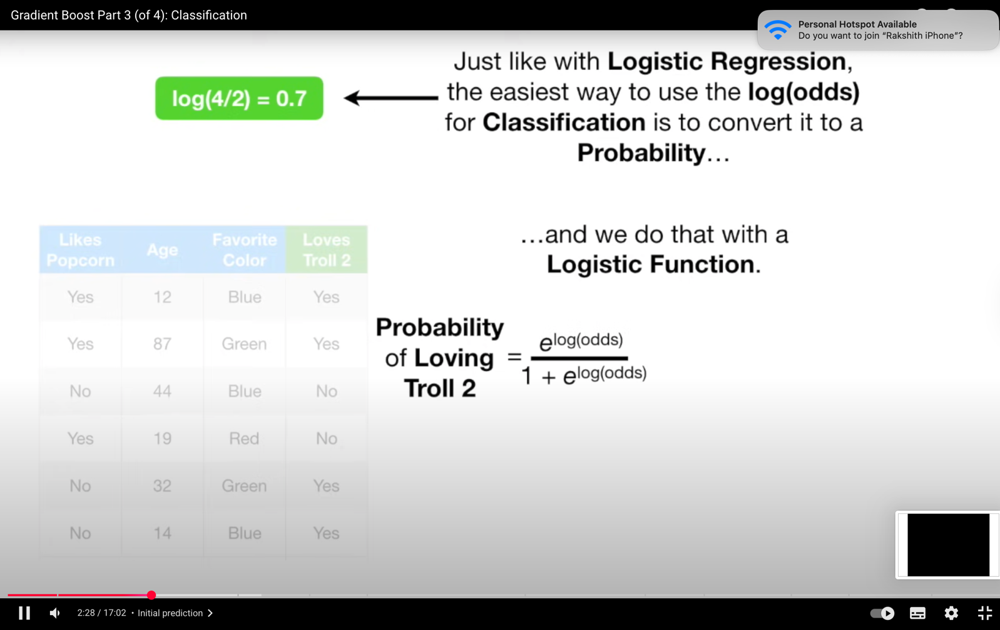 Gradient Boost Part 3 (of 4): Classification
Personal Hotspot Available
Do you want to join “Rakshith iPhone”?
log(4/2) = 0.7
Just like with Logistic Regression,
the easiest way to use the log(odds)
for Classification is to convert it to a
Probability…
…and we do that with a
Logistic Function.
Likes Popcorn Age Favorite Color Loves Troll 2
Yes 12 Blue Yes
Yes 87 Green Yes
No 44 Blue No
Yes 19 Red No
No 32 Green Yes
No 14 Blue Yes
Probability
of Loving
Troll 2
=
e^log(odds)
1 + e^log(odds)
2:28 / 17:02 • Initial prediction